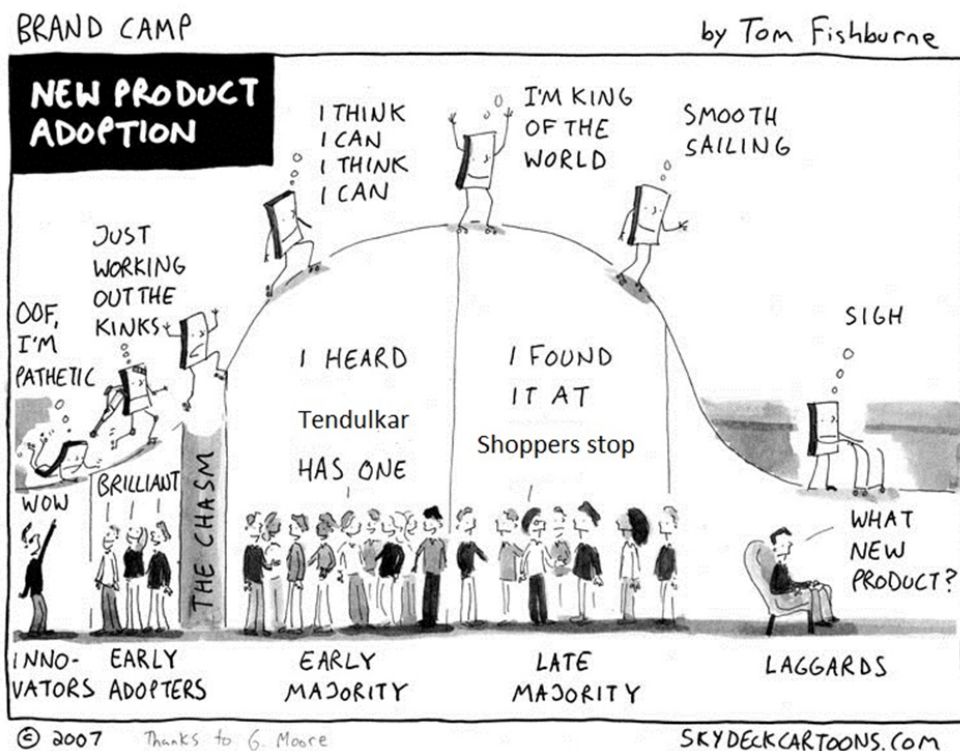 BRAND CAMP
by Tom Fishburne
NEW PRODUCT
ADOPTION
OOF,
I'M
PATHETIC
JUST
WORKING
OUT THE
KINKS
I THINK
I CAN
I THINK
I CAN
I'M KING
OF THE
WORLD
SMOOTH
SAILING
SIGH
WOW
BRILLIANT
THE CHASM
I HEARD
Tendulkar
HAS ONE
I FOUND
IT AT
Shoppers stop
WHAT
NEW
PRODUCT?
INNO-
VATORS
EARLY
ADOPTERS
EARLY
MAJORITY
LATE
MAJORITY
LAGGARDS
© 2007
Thanks to G. Moore
SKYDECKCARTOONS.COM